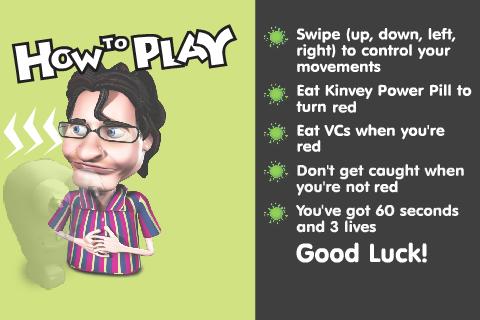 HOW TO PLAY
Swipe (up, down, left,
right) to control your
movements
Eat Kinvey Power Pill to
turn red
Eat VCs when you're
red
Don't get caught when
you're not red
You've got 60 seconds
and 3 lives
Good Luck!